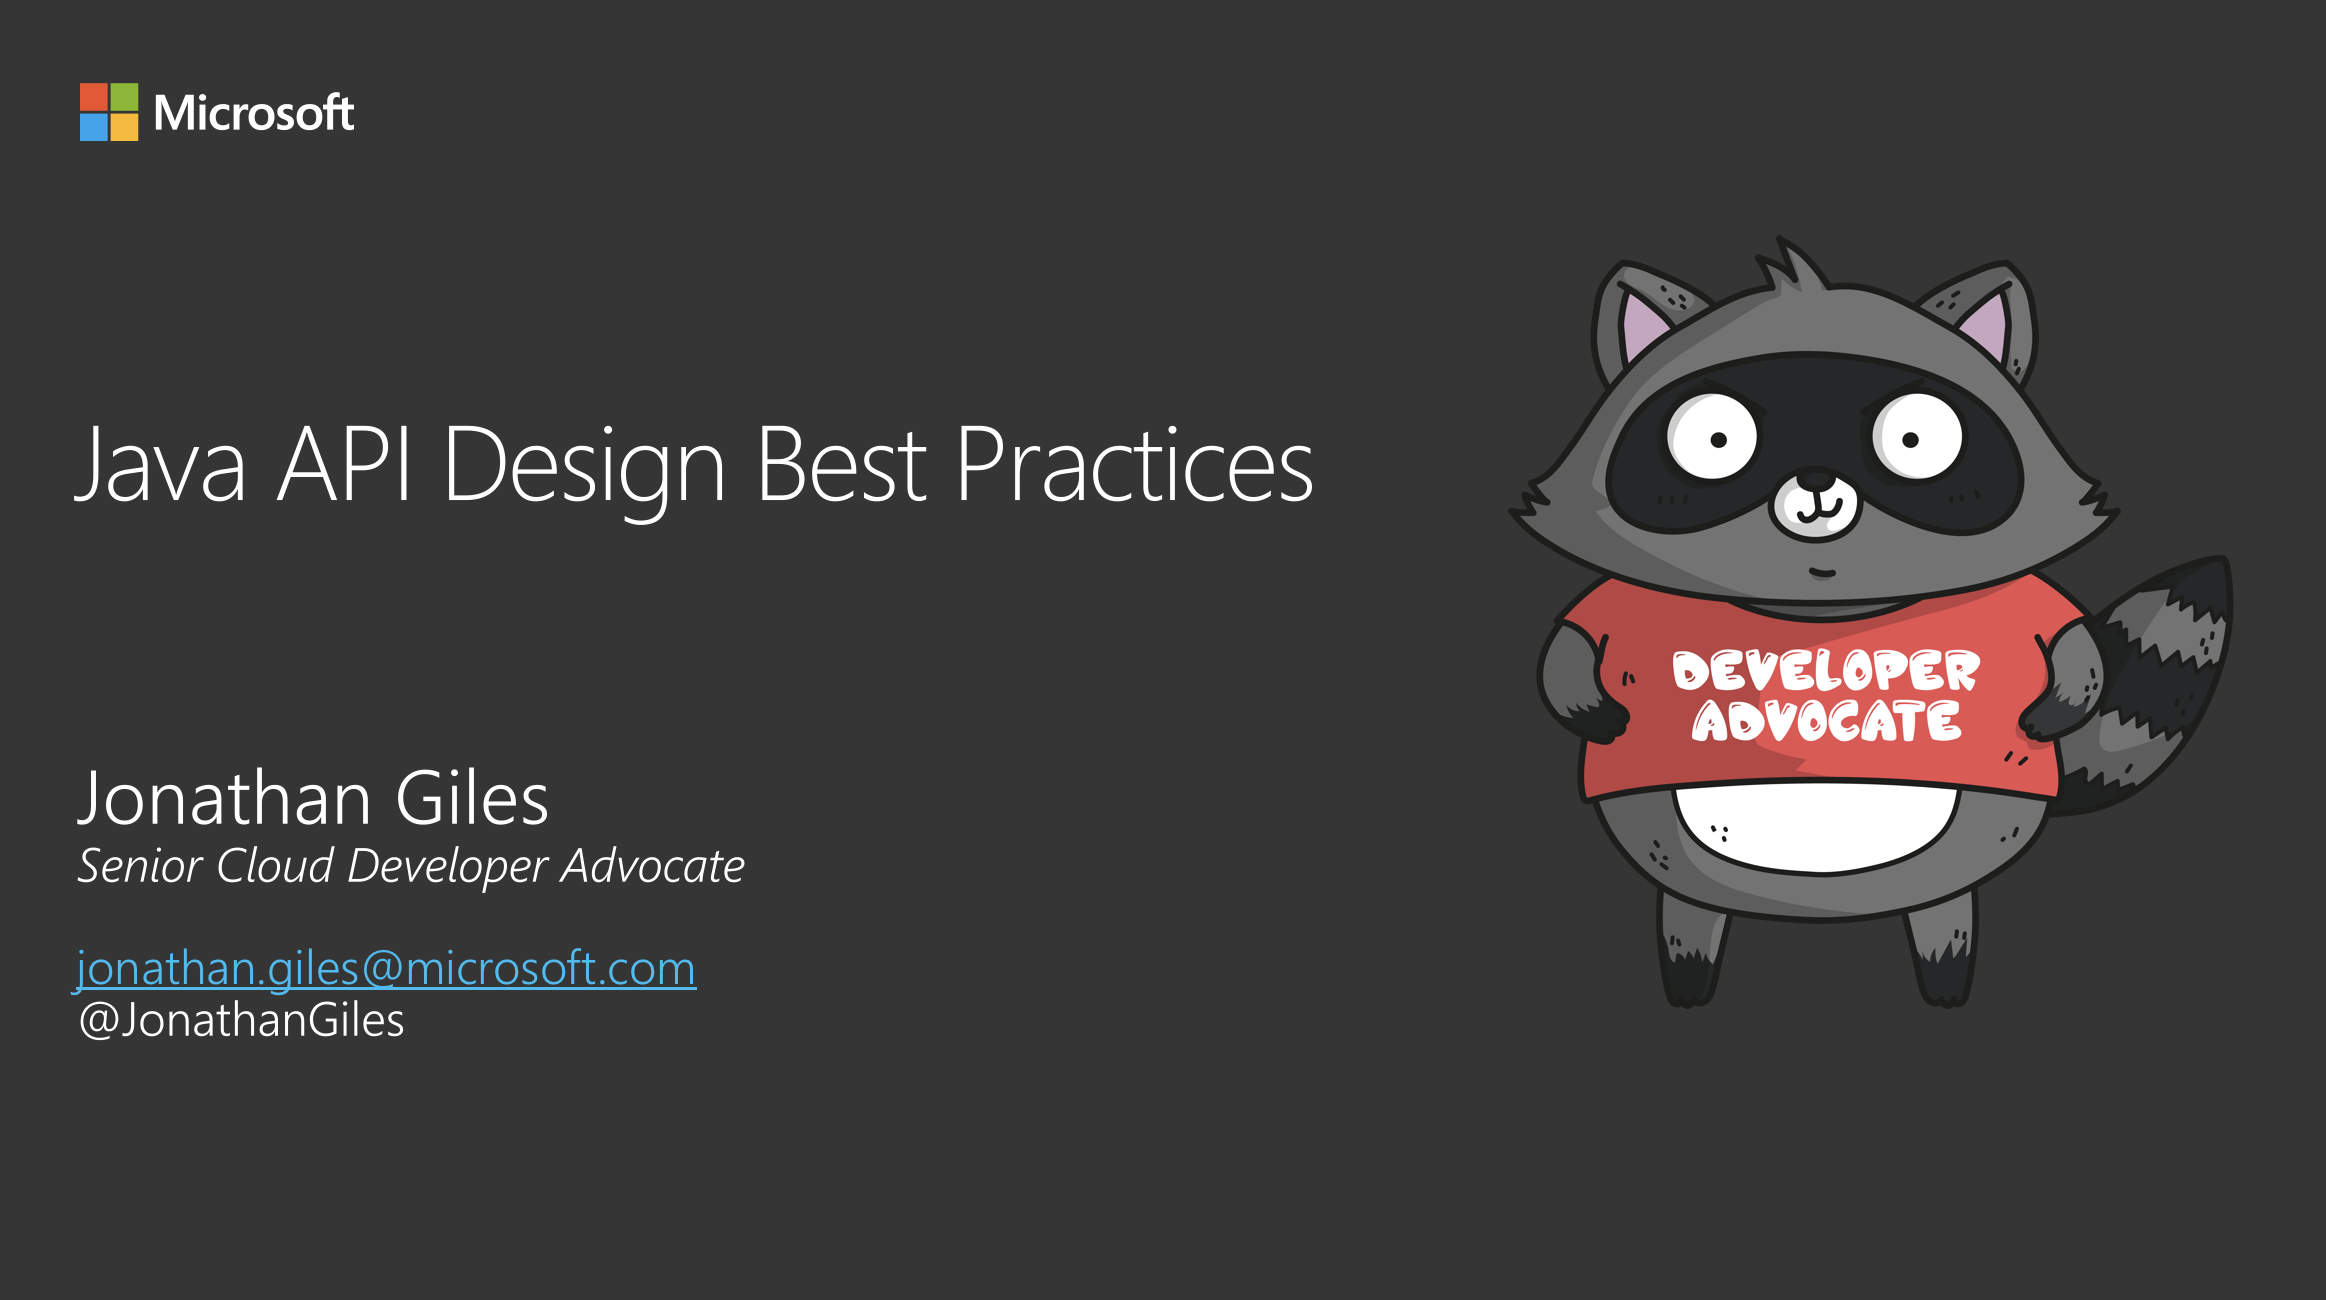 Microsoft
Java API Design Best Practices
Jonathan Giles
Senior Cloud Developer Advocate
jonathan.giles@microsoft.com
@JonathanGiles
DEVELOPER
ADVOCATE